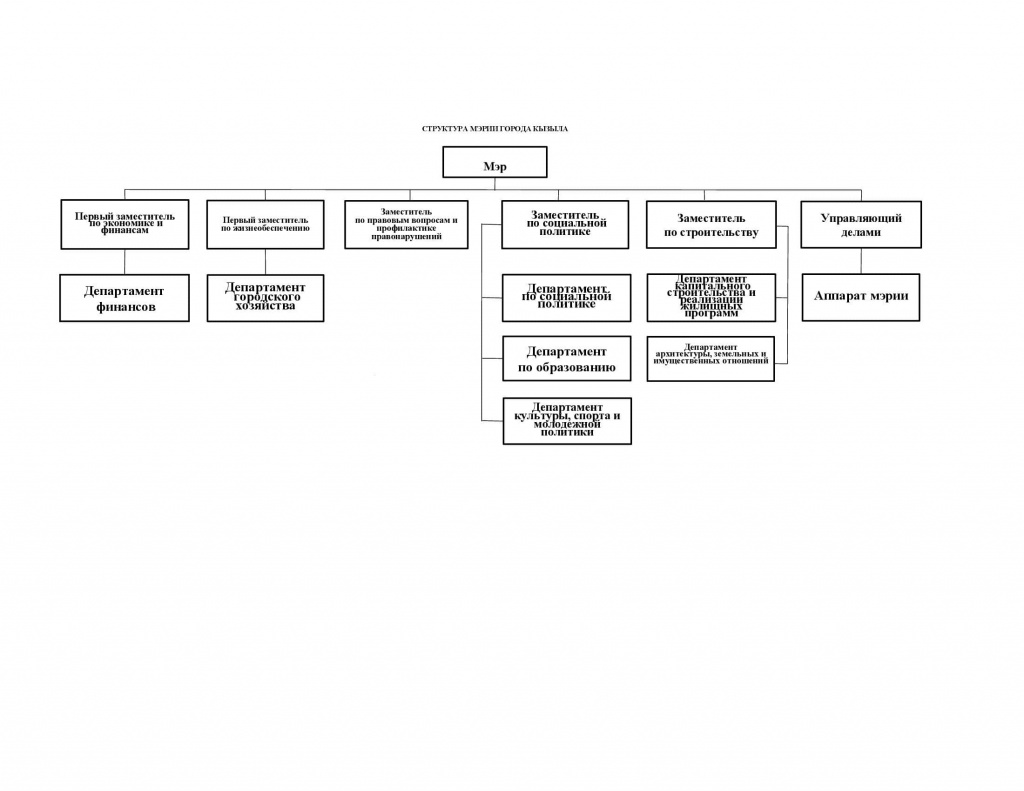 СТРУКТУРА МЭРИИ ГОРОДА КЫЗЫЛА
Мэр
Первый заместитель
по экономике и
финансам
Первый заместитель
по жизнеобеспечению
Заместитель
по правовым вопросам и
профилактике
правонарушений
Заместитель
по социальной
политике
Заместитель
по строительству
Управляющий
делами
Департамент
финансов
Департамент
городского
хозяйства
Департамент
по социальной
политике
Департамент
капитального
строительства и
реализации
жилищных
программ
Аппарат мэрии
Департамент
по образованию
Департамент
архитектуры, земельных и
имущественных отношений
Департамент
культуры, спорта и
молодежной
политики